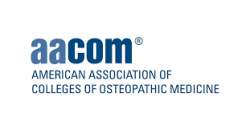 aacom®
AMERICAN ASSOCIATION OF
COLLEGES OF OSTEOPATHIC MEDICINE